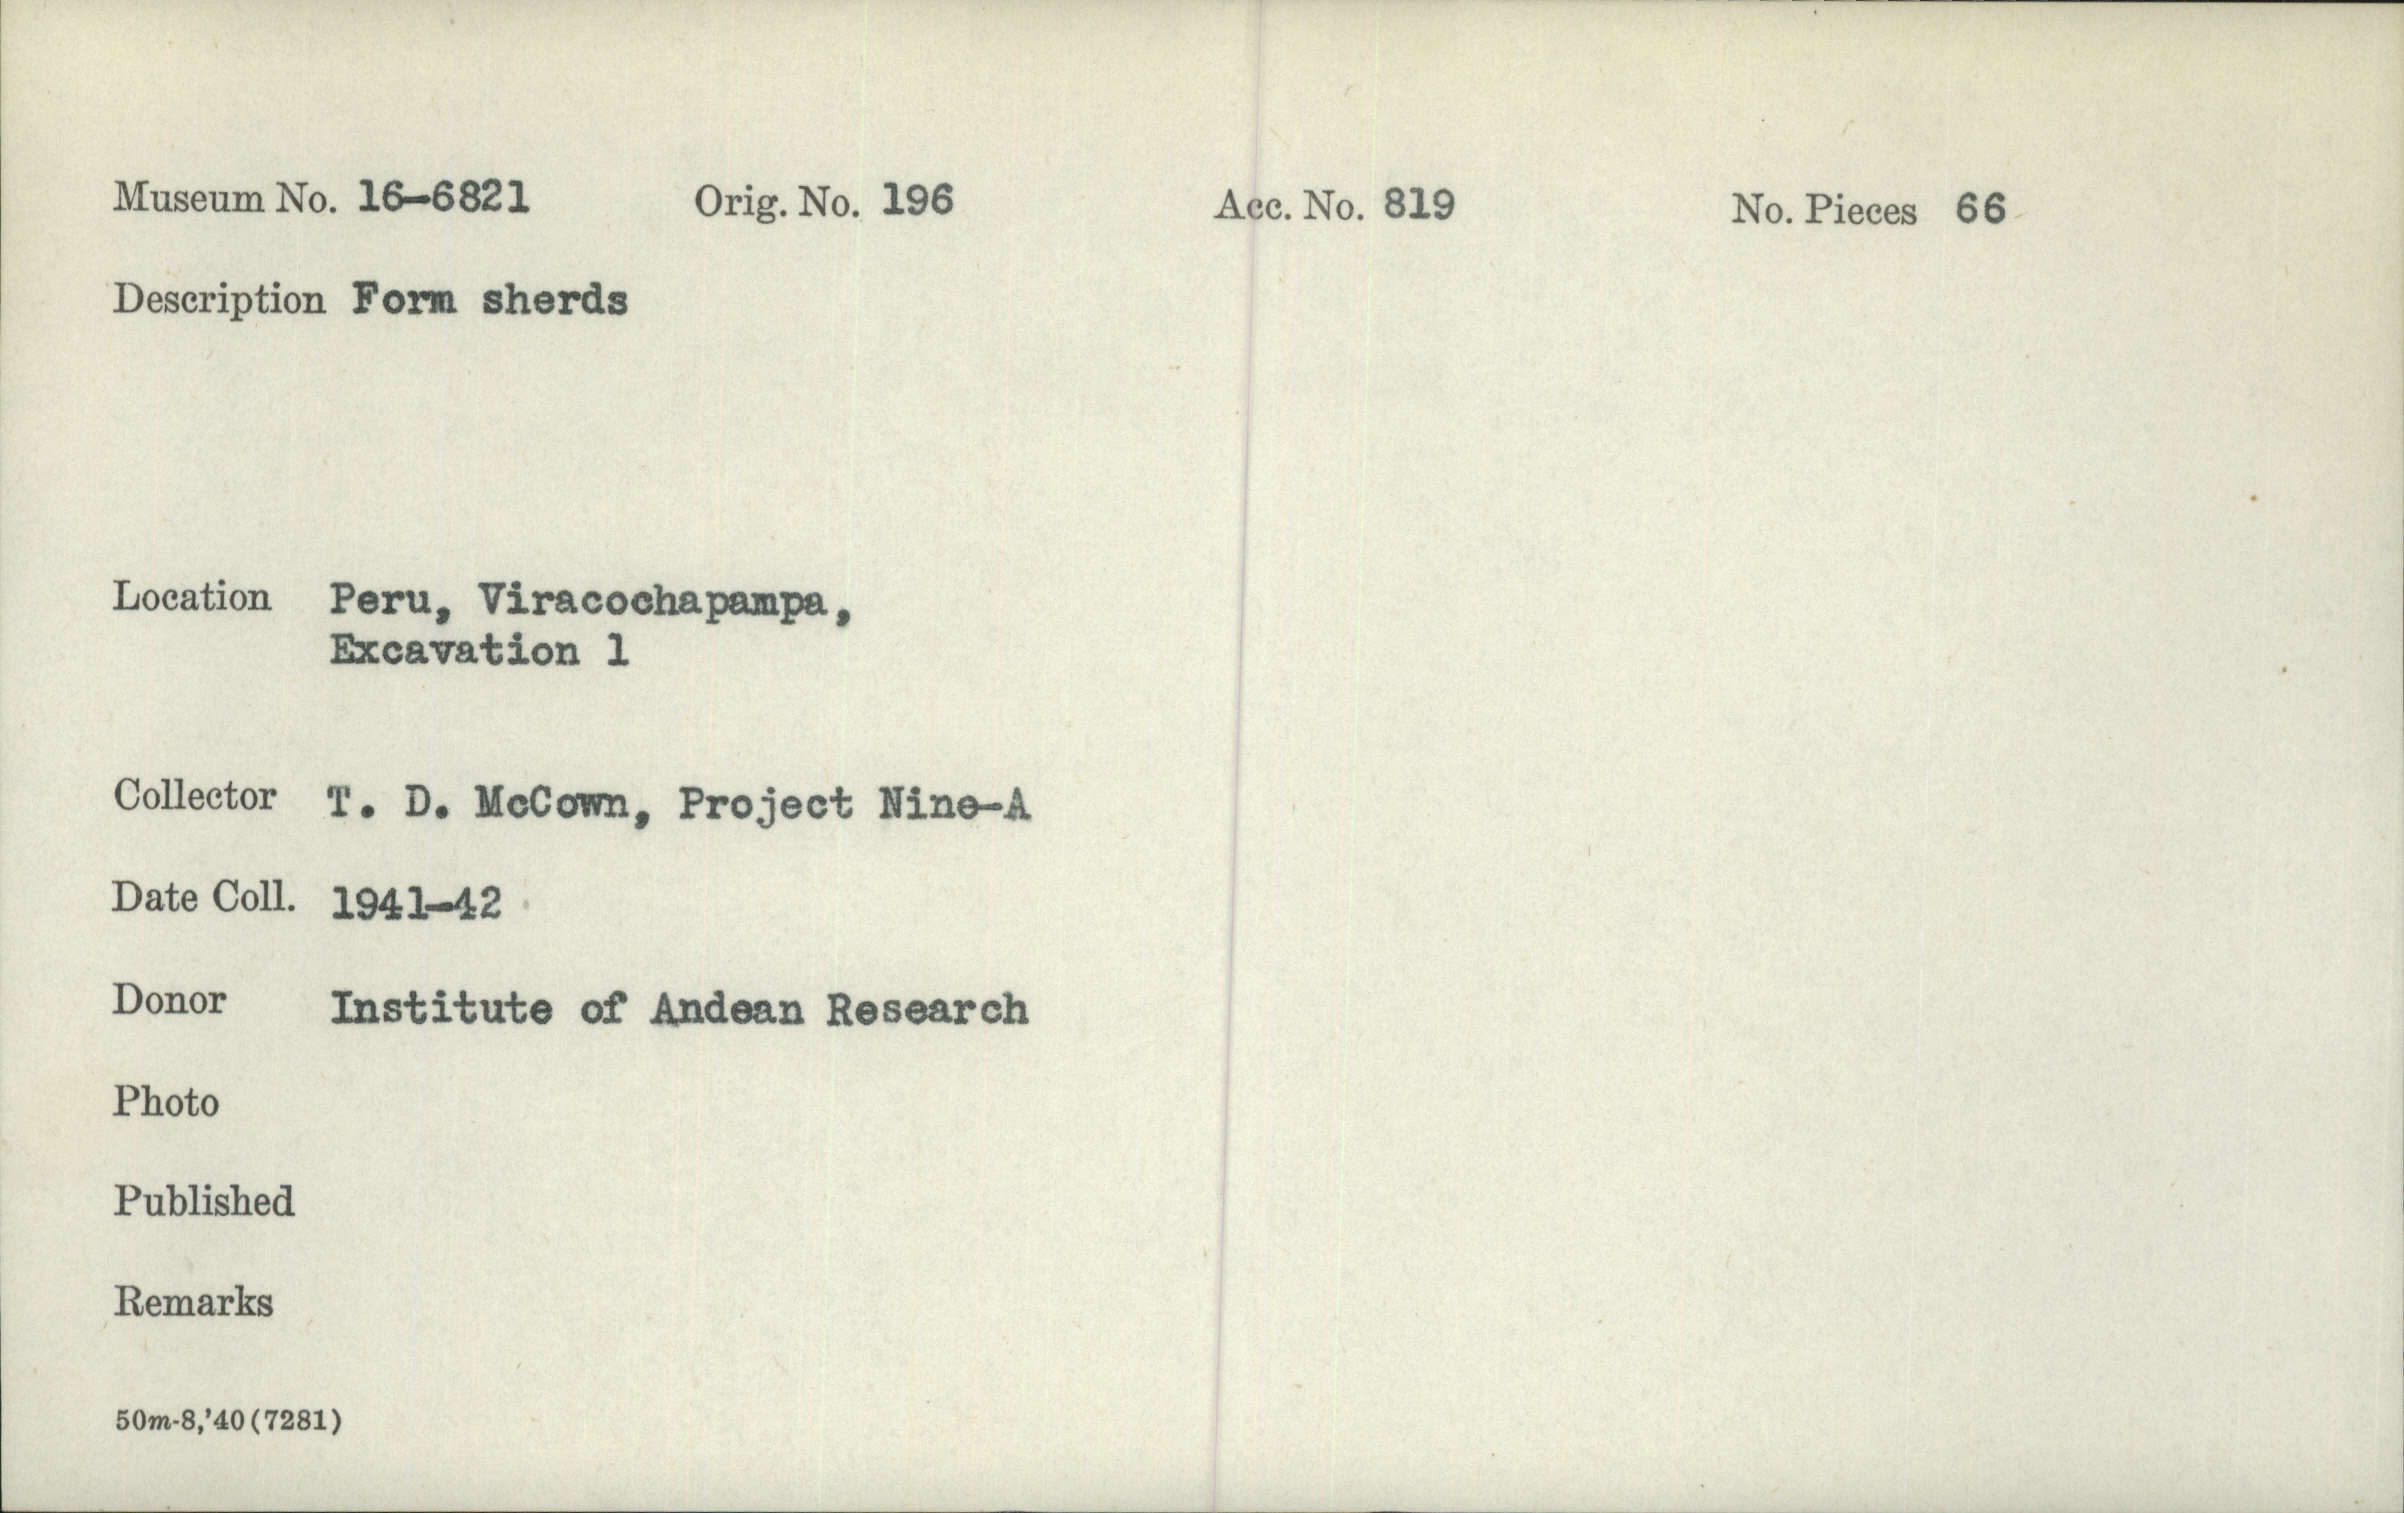 Museum No. 16-6821 Orig. No. 196 Acc. No. 819 No. Pieces 66
Description Form sherds
Location Peru, Viracochapampa,
Excavation 1
Collector T. D. McCown, Project Nine-A
Date Coll. 1941-42
Donor Institute of Andean Research
Photo
Published
Remarks
50m-8,'40(7281)